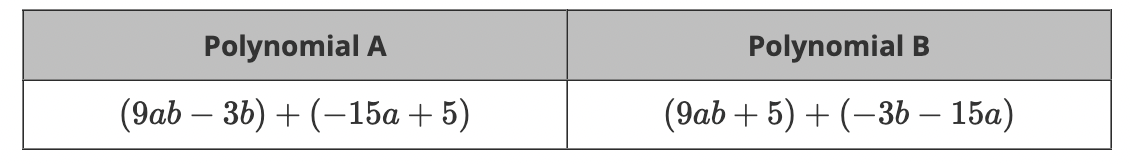 Polynomial A Polynomial B
(9ab − 3b) + (−15a + 5) (9ab + 5) + (−3b − 15a)